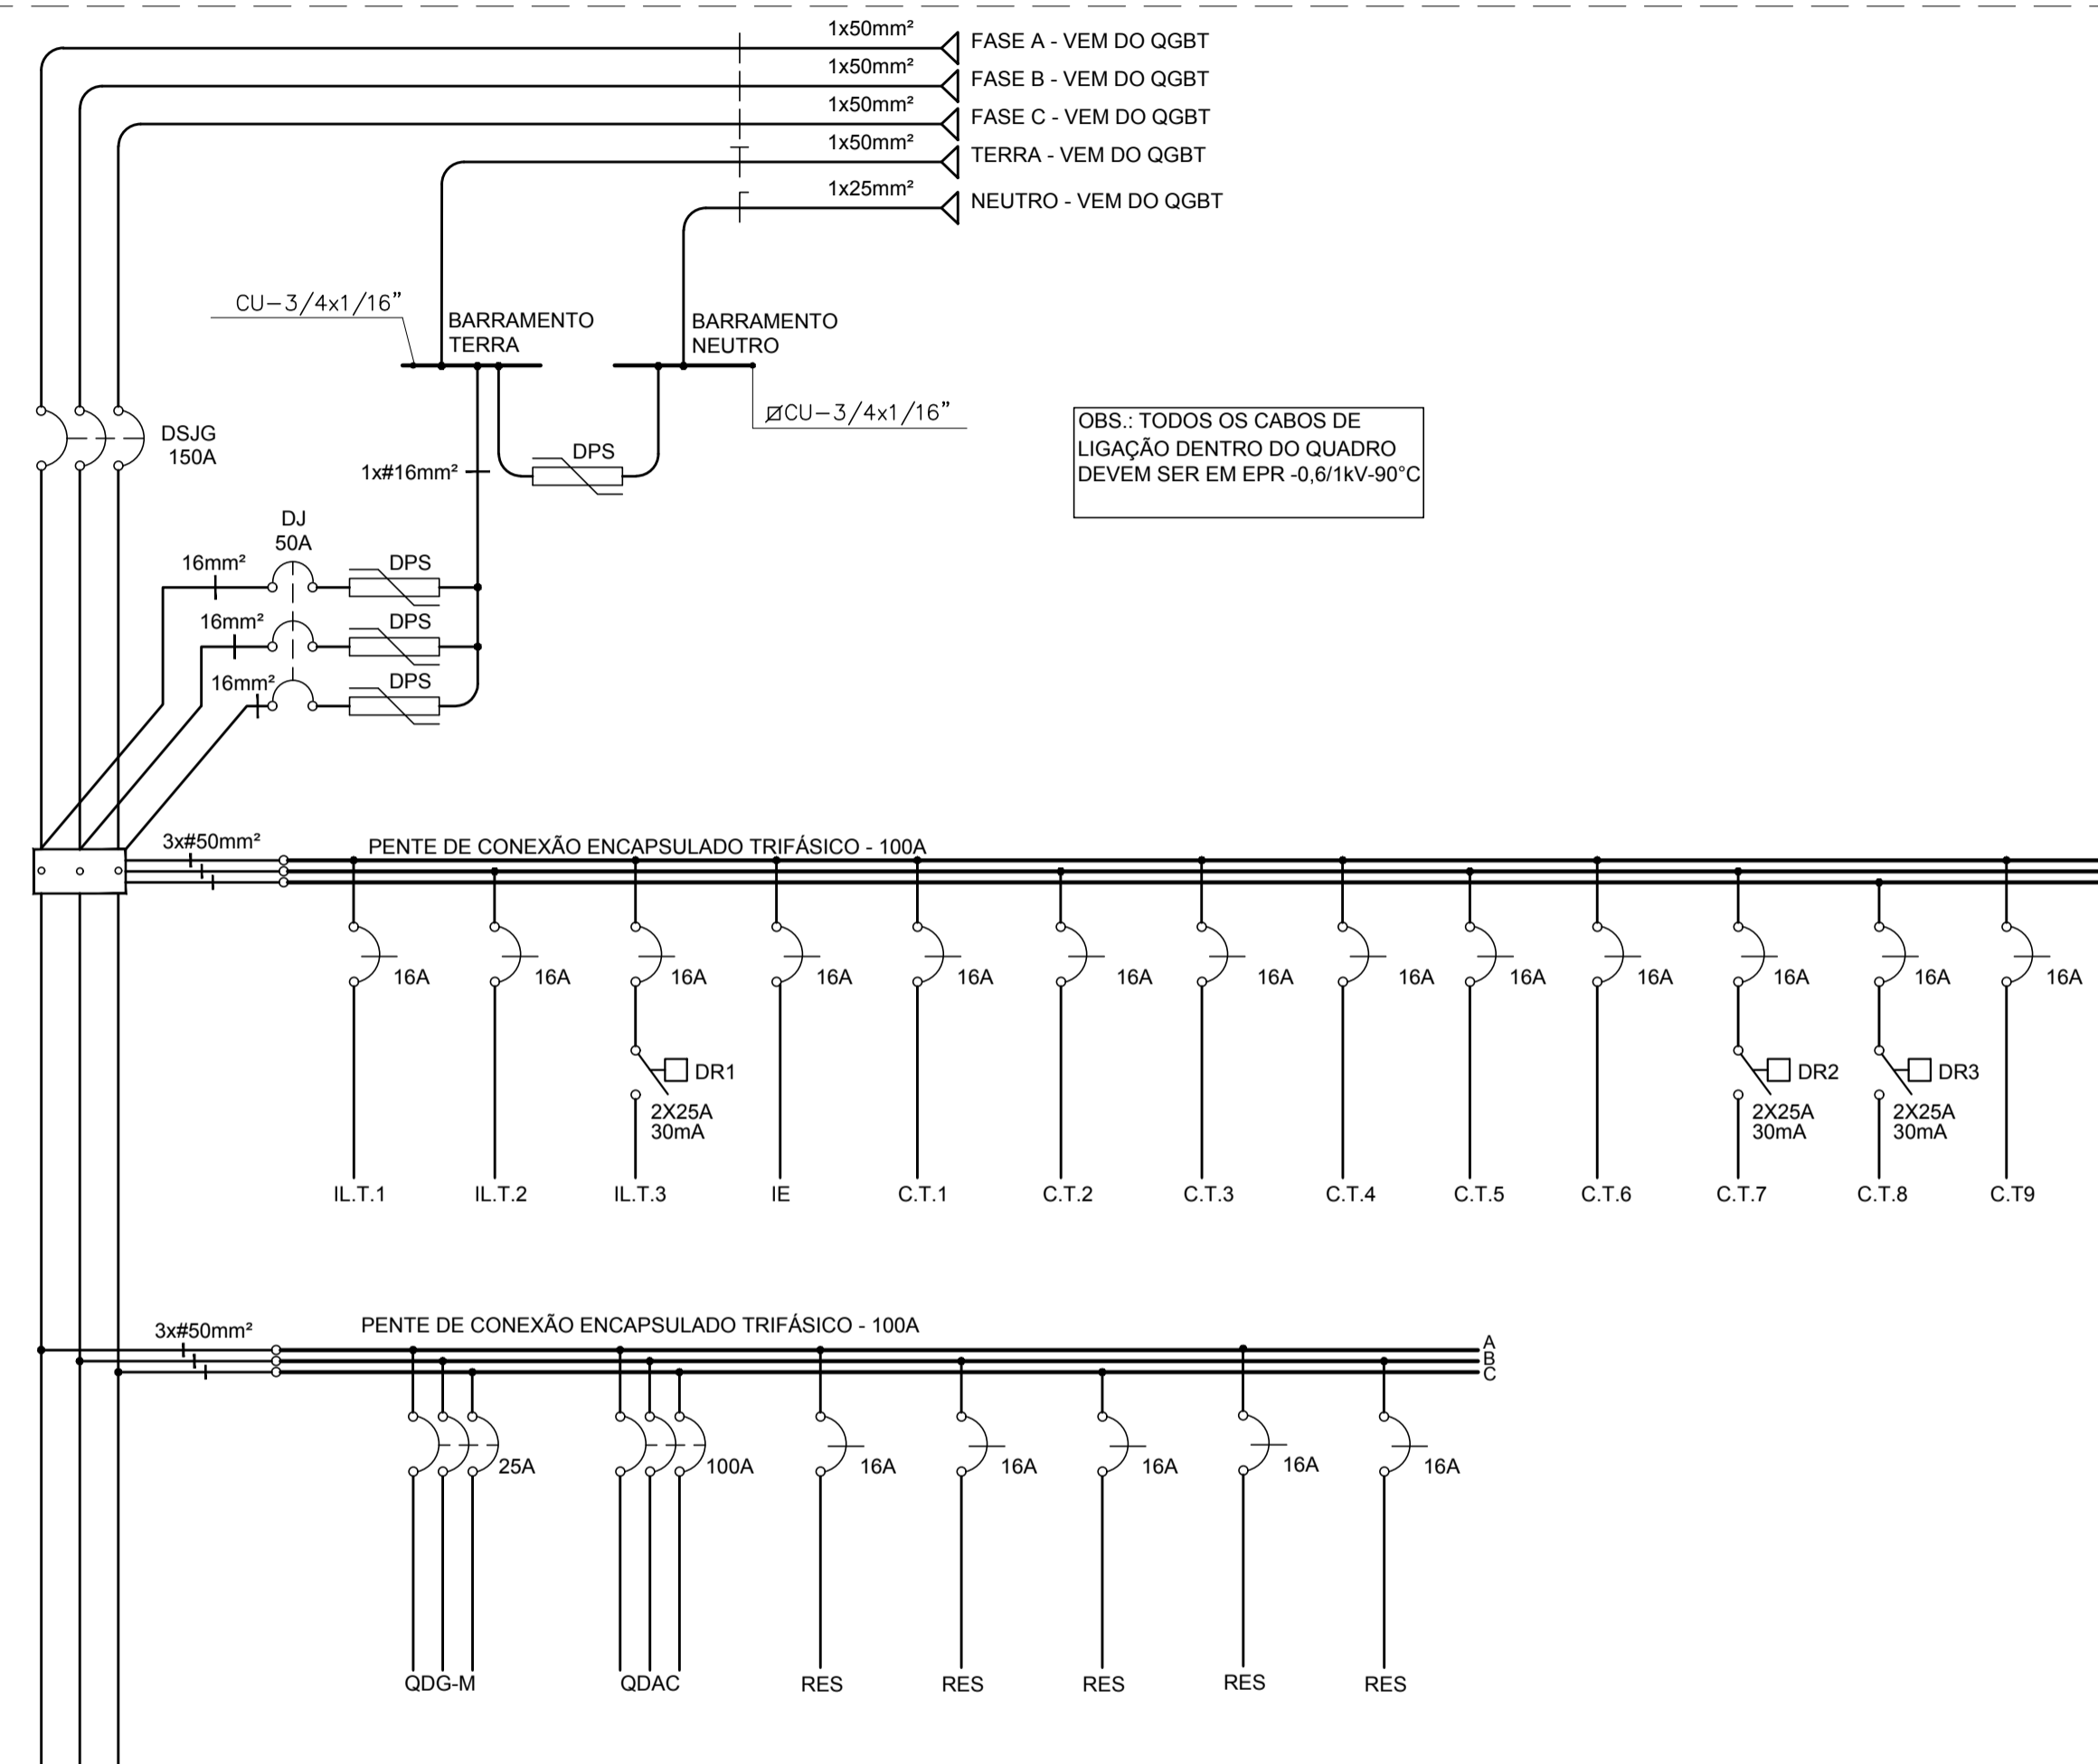 1x50mm² FASE A - VEM DO QGBT
1x50mm² FASE B - VEM DO QGBT
1x50mm² FASE C - VEM DO QGBT
1x50mm² TERRA - VEM DO QGBT
1x25mm² NEUTRO - VEM DO QGBT
CU-3/4x1/16”
BARRAMENTO
TERRA
BARRAMENTO
NEUTRO
CU-3/4x1/16”
OBS.: TODOS OS CABOS DE
LIGAÇÃO DENTRO DO QUADRO
DEVEM SER EM EPR -0,6/1kV-90°C
DSJG
150A
DPS
1x#16mm²
DJ
50A
16mm² DPS
16mm² DPS
16mm² DPS
3x#50mm² PENTE DE CONEXÃO ENCAPSULADO TRIFÁSICO - 100A
16A 16A 16A 16A 16A 16A 16A 16A 16A 16A 16A 16A 16A
DR1 DR2 DR3
2X25A 2X25A 2X25A
30mA 30mA 30mA
IL.T.1 IL.T.2 IL.T.3 IE C.T.1 C.T.2 C.T.3 C.T.4 C.T.5 C.T.6 C.T.7 C.T.8 C.T9
3x#50mm² PENTE DE CONEXÃO ENCAPSULADO TRIFÁSICO - 100A
A
B
C
25A 100A 16A 16A 16A 16A 16A
QDG-M QDAC RES RES RES RES RES